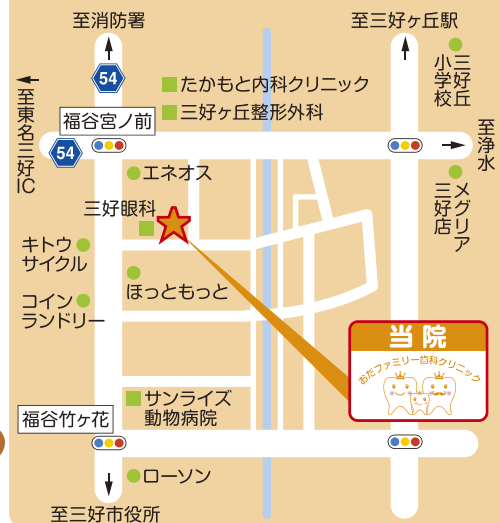 至消防署
至三好ヶ丘駅
54
たかもと内科クリニック
三好ヶ丘整形外科
三好丘
小学校
至東名三好IC
福谷宮ノ前
54
至浄水
エネオス
メグリア
三好店
三好眼科
キトウ
サイクル
ほっともっと
コイン
ランドリー
当院
おだファミリー歯科クリニック
サンライズ
動物病院
福谷竹ヶ花
ローソン
至三好市役所